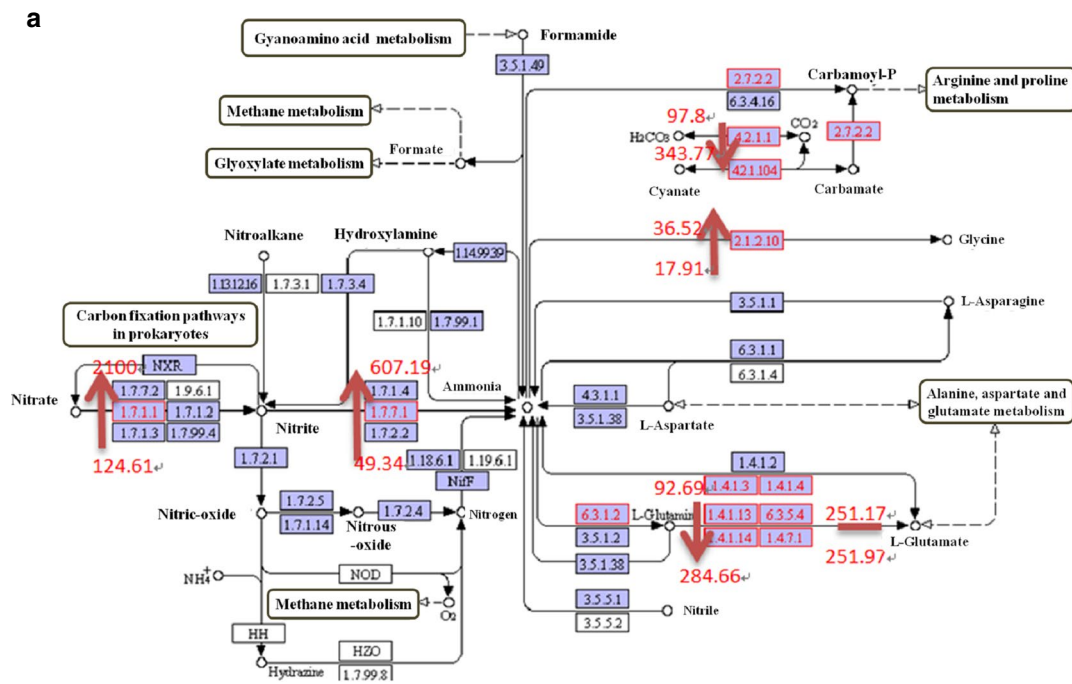 a
Gyanoamino acid metabolism
Formamide
3.5.1.49
2.7.2.2
Carbamoyl-P
Arginine and proline
metabolism
6.3.4.16
Methane metabolism
97.8
CO2
H2CO3
4.2.1.1
2.7.2.2
Formate
Glyoxylate metabolism
343.77
4.2.1.104
Cyanate
Carbamate
36.52
Nitroalkane
Hydroxylamine
1.14.99.39
2.1.2.10
Glycine
17.91
1.13.12.16
1.7.3.1
1.7.3.4
Carbon fixation pathways
in prokaryotes
1.7.1.10
1.7.99.1
3.5.1.1
L-Asparagine
2100
NXR
607.19
6.3.1.1
6.3.1.4
1.7.7.2
1.9.6.1
1.7.1.4
Ammonia
4.3.1.1
Alanine, aspartate and
glutamate metabolism
Nitrate
1.7.1.1
1.7.1.2
Nitrite
1.7.7.1
3.5.1.38
L-Aspartate
1.7.1.3
1.7.99.4
1.7.2.2
124.61
1.7.2.1
49.34
1.18.6.1
1.19.6.1
1.4.1.2
NifF
92.69
1.4.1.3
1.4.1.4
1.7.2.5
6.3.1.2
L-Glutamin
1.4.1.13
6.3.5.4
251.17
Nitric-oxide
1.7.1.14
Nitrous
-oxide
1.7.2.4
Nitrogen
3.5.1.2
2.4.1.14
1.4.7.1
L-Glutamate
251.97
3.5.1.38
284.66
NH4+
NOD
Methane metabolism
O2
3.5.5.1
Nitrile
3.5.5.2
HH
HZO
Hydrazine
1.7.99.8